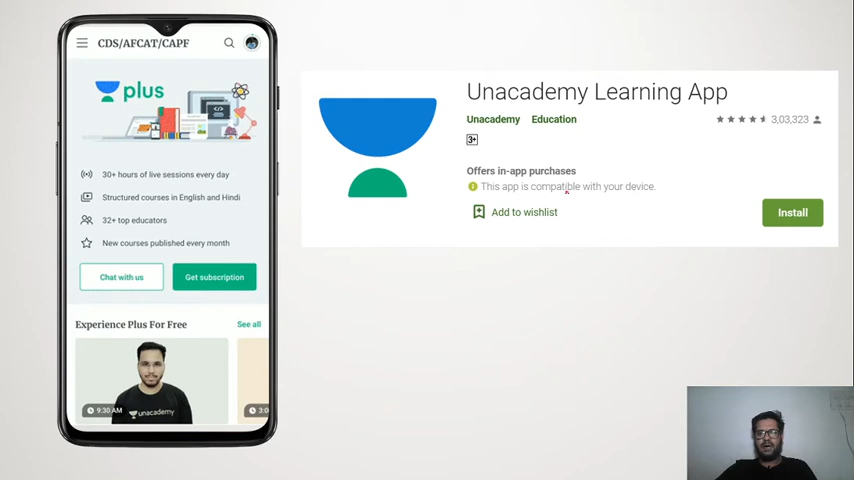 CDS/AFCAT/CAPF
plus
30+ hours of live sessions every day
Structured courses in English and Hindi
32+ top educators
New courses published every month
Chat with us
Get subscription
Experience Plus For Free
See all
9:30 AM
unacademy
3:0
Unacademy Learning App
Unacademy Education
3,03,323
3+
Offers in-app purchases
This app is compatible with your device.
Add to wishlist
Install